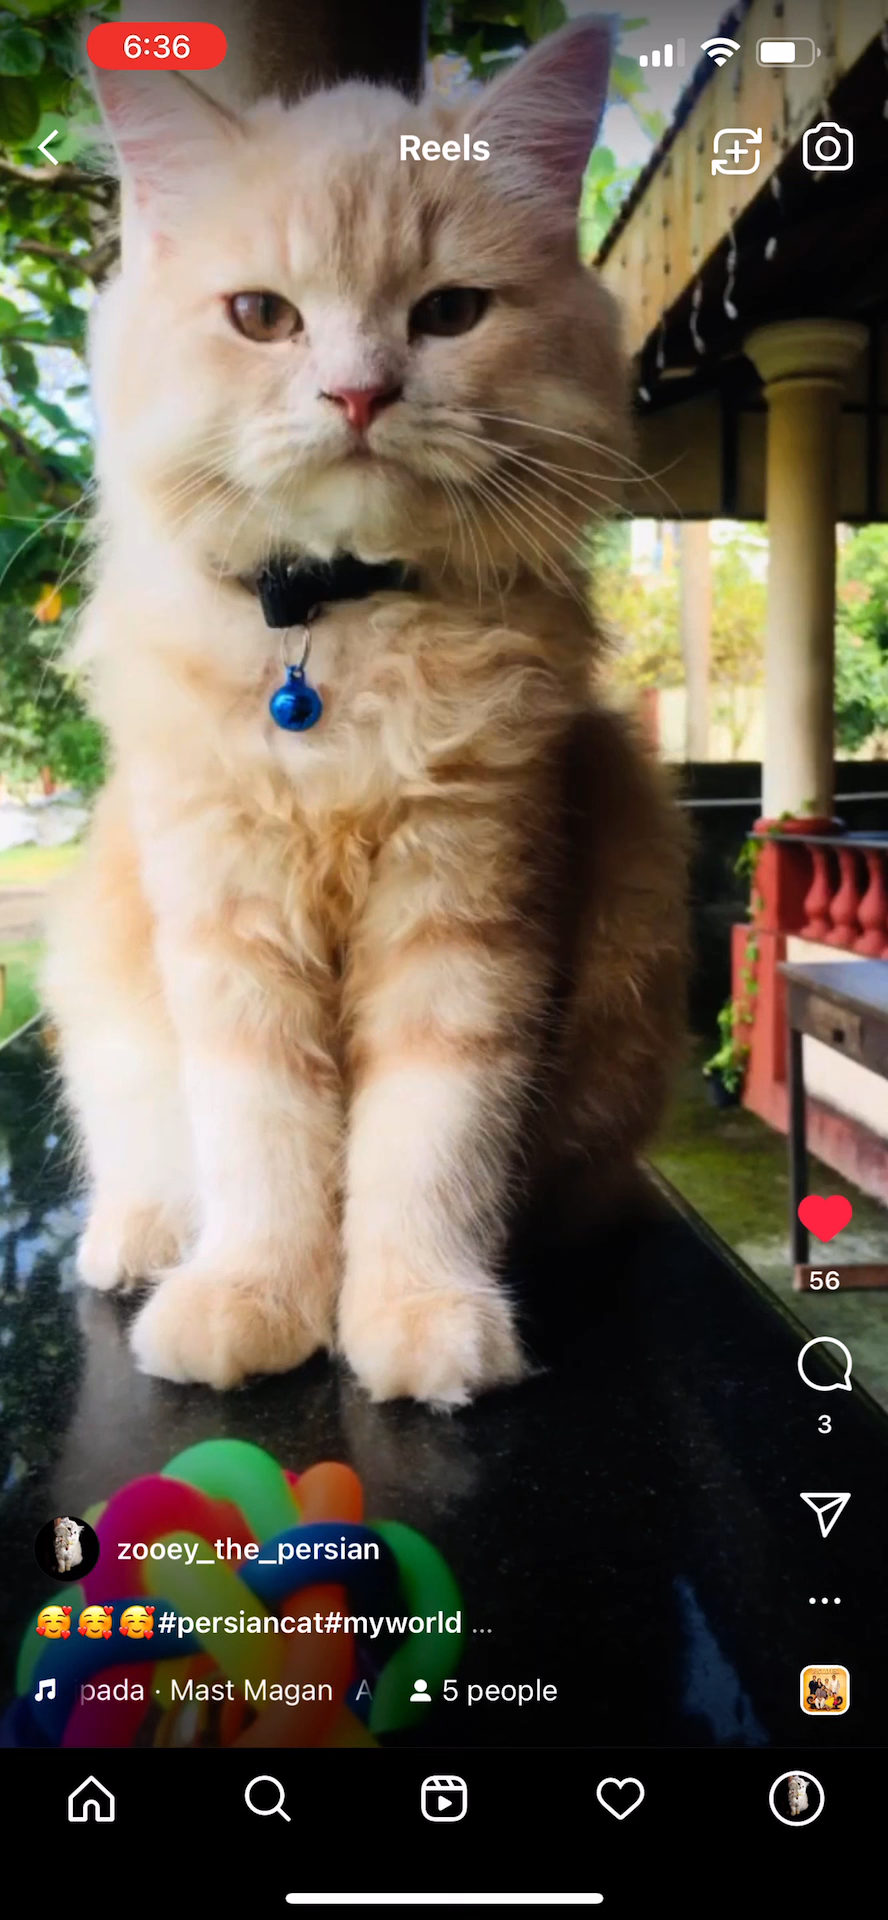 6:36
Reels
56
3
zooey_the_persian
🥰🥰🥰#persiancat#myworld ...
pada · Mast Magan A 5 people